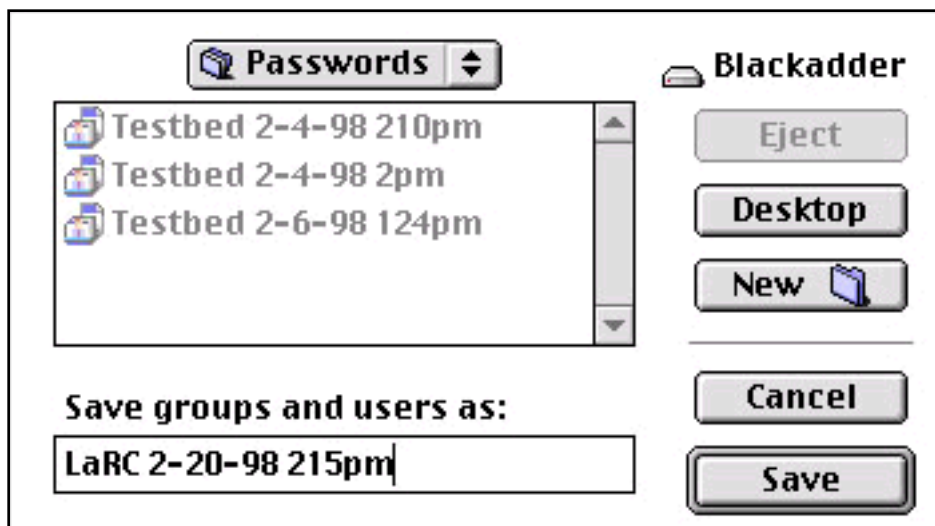 Passwords
Blackadder
Testbed 2-4-98 210pm
Testbed 2-4-98 2pm
Testbed 2-6-98 124pm
Eject
Desktop
New
Save groups and users as:
LaRC 2-20-98 215pm
Cancel
Save